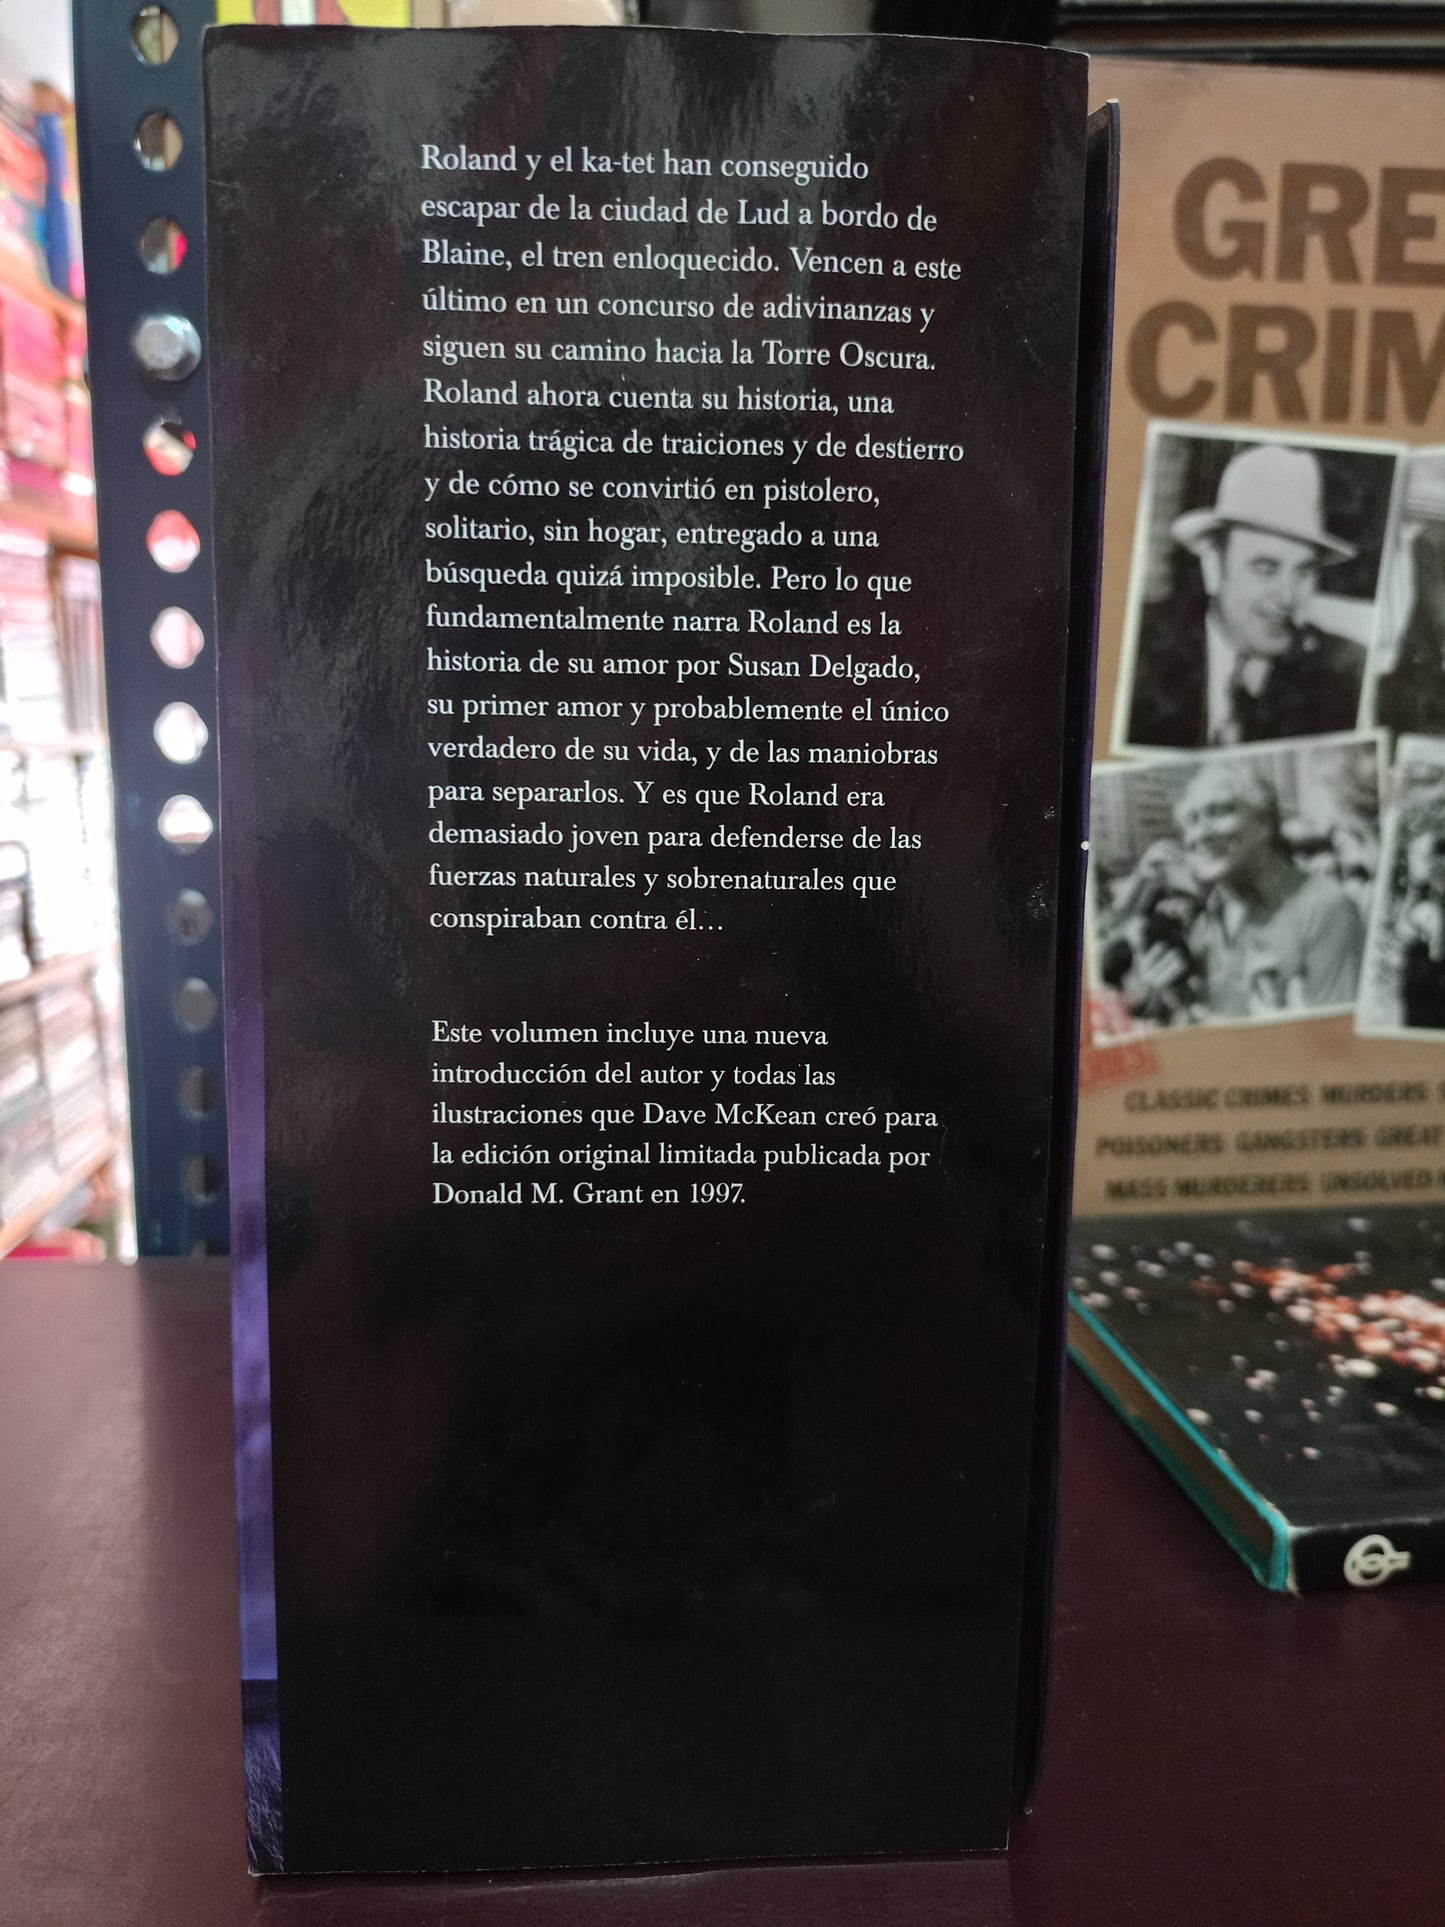 Roland y el ka-tet han conseguido
escapar de la ciudad de Lud a bordo de
Blaine, el tren enloquecido. Vencen a este
último en un concurso de adivinanzas y
siguen su camino hacia la Torre Oscura.
Roland ahora cuenta su historia, una
historia trágica de traiciones y de destierro
y de cómo se convirtió en pistolero,
solitario, sin hogar, entregado a una
búsqueda quizá imposible. Pero lo que
fundamentalmente narra Roland es la
historia de su amor por Susan Delgado,
su primer amor y probablemente el único
verdadero de su vida, y de las maniobras
para separarlos. Y es que Roland era
demasiado joven para defenderse de las
fuerzas naturales y sobrenaturales que
conspiraban contra él…
Este volumen incluye una nueva
introducción del autor y todas las
ilustraciones que Dave McKean creó para
la edición original limitada publicada por
Donald M. Grant en 1997.
GRE
CRIM
CLASSIC CRIMES MURDERS
POISONERS GANGSTERS GREAT
MASS MURDERERS UNSOLVED